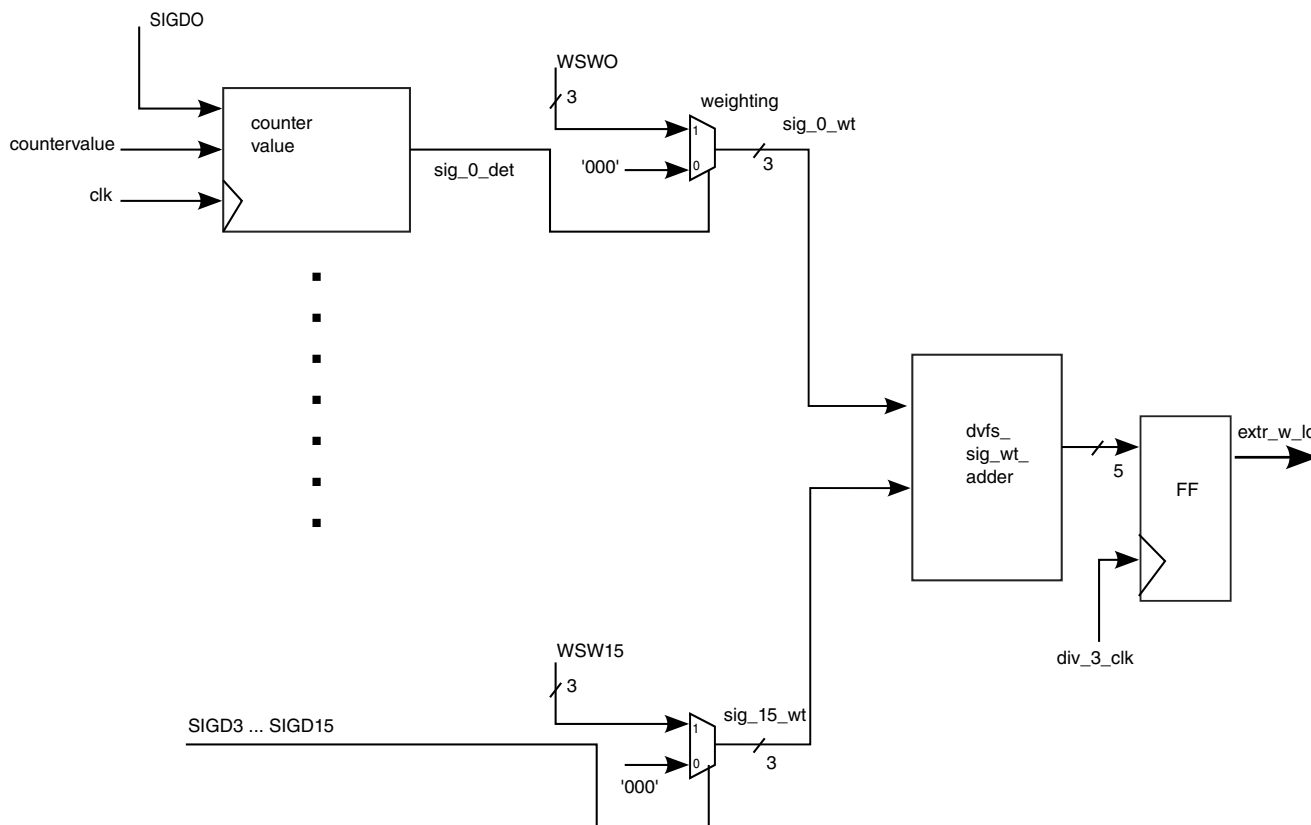 SIGDO
countervalue
clk
counter
value
sig_0_det
WSWO
3
'000'
weighting
1
0
sig_0_wt
3
dvfs_
sig_wt_
adder
5
FF
extr_w_lo
div_3_clk
WSW15
3
SIGD3 ... SIGD15
'000'
1
0
sig_15_wt
3